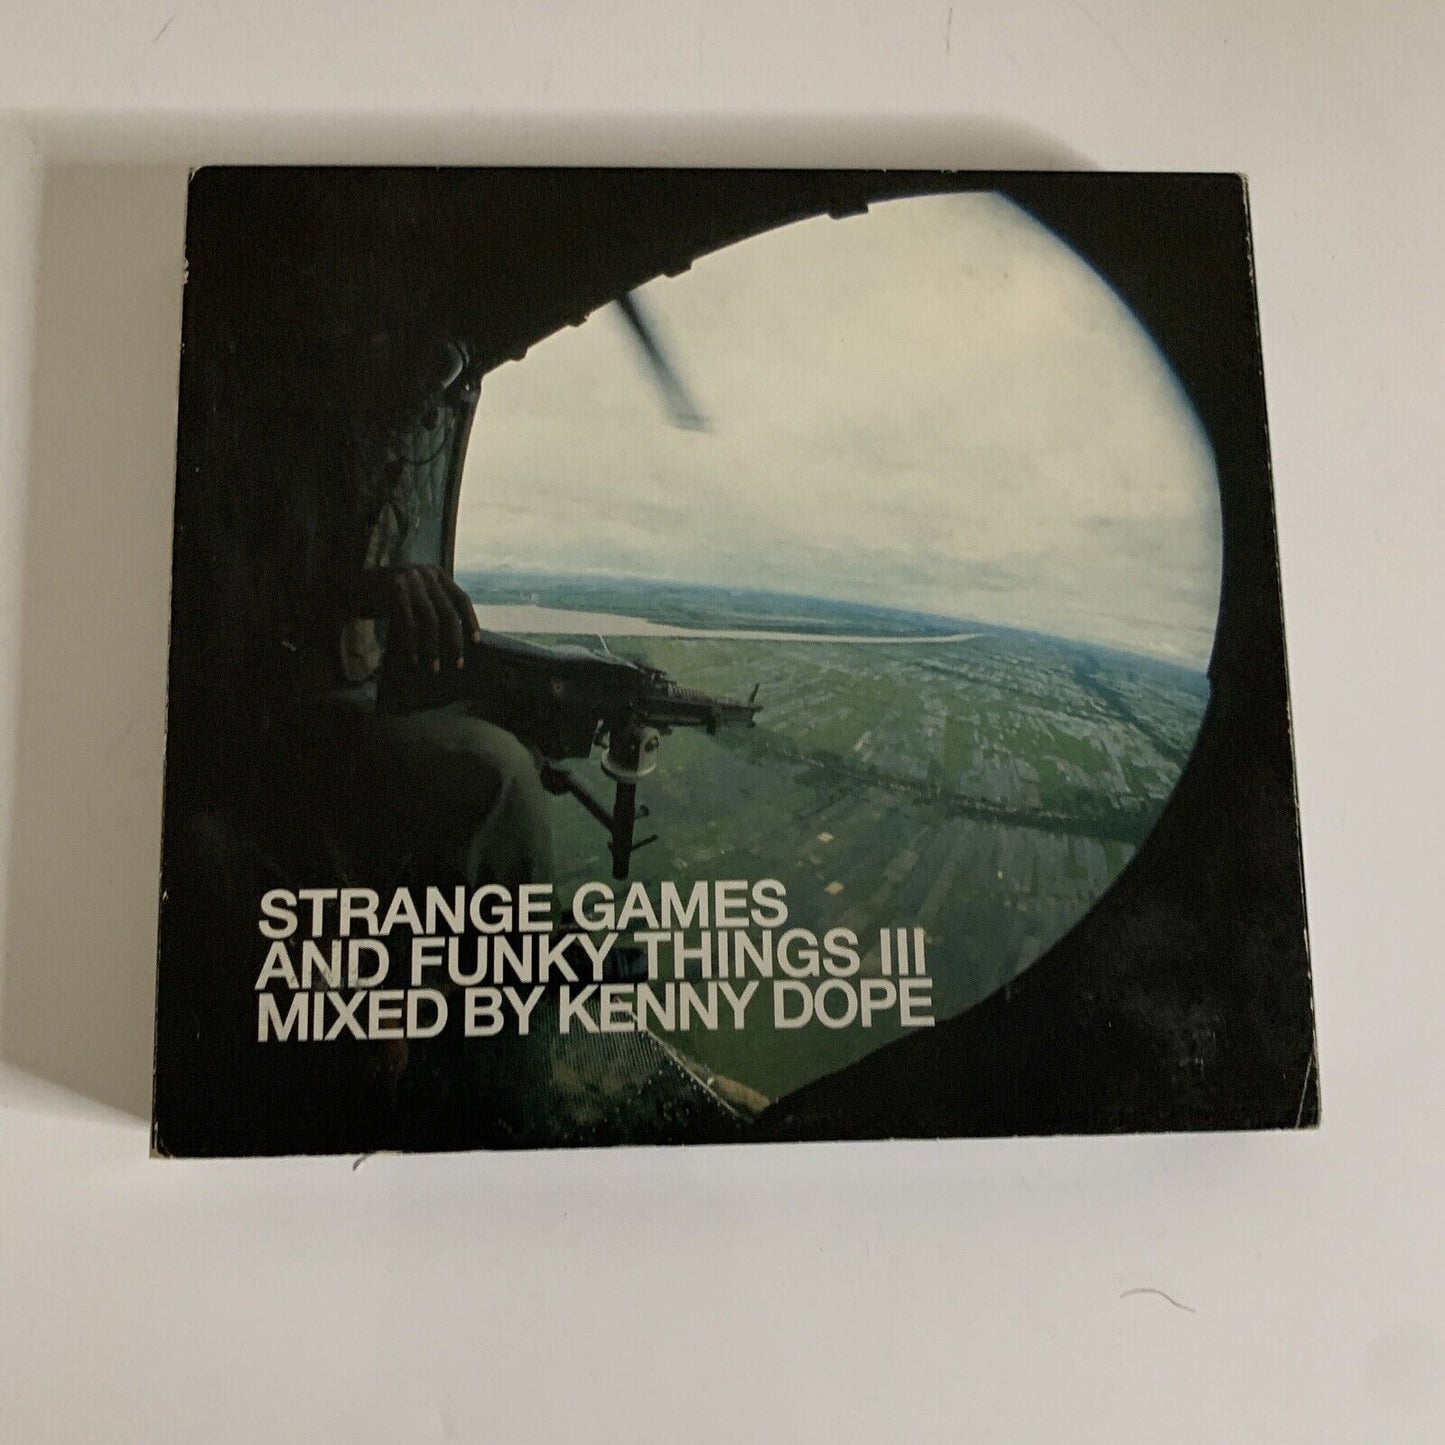 STRANGE GAMES
AND FUNKY THINGS III
MIXED BY KENNY DOPE